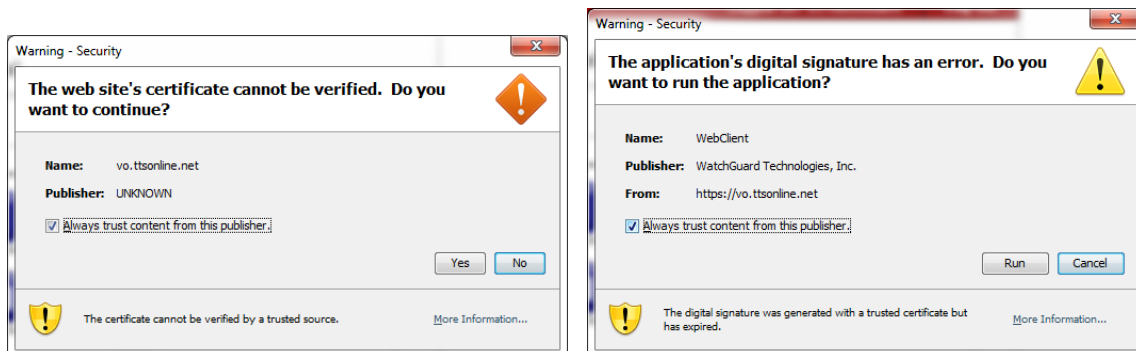 Warning - Security
The web site's certificate cannot be verified.  Do you
want to continue?
Name: vo.ttsonline.net
Publisher: UNKNOWN
Always trust content from this publisher.
Yes No
The certificate cannot be verified by a trusted source. More Information...
Warning - Security
The application's digital signature has an error.  Do you
want to run the application?
Name: WebClient
Publisher: WatchGuard Technologies, Inc.
From: https://vo.ttsonline.net
Always trust content from this publisher.
Run Cancel
The digital signature was generated with a trusted certificate but
has expired.
More Information...